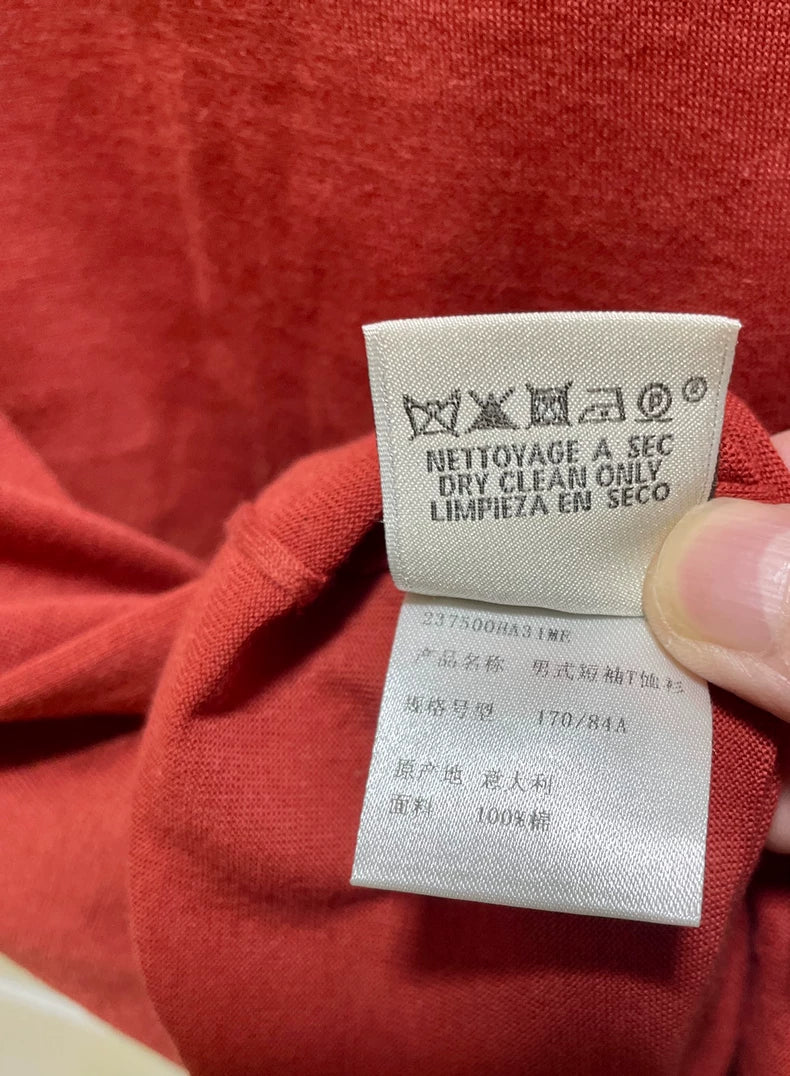 P
NETTOYAGE A SEC
DRY CLEAN ONLY
LIMPIEZA EN SECO
237500HA31ME
产品名称 男式短袖T恤衫
规格号型 170/84A
原产地 意大利
面料 100%棉